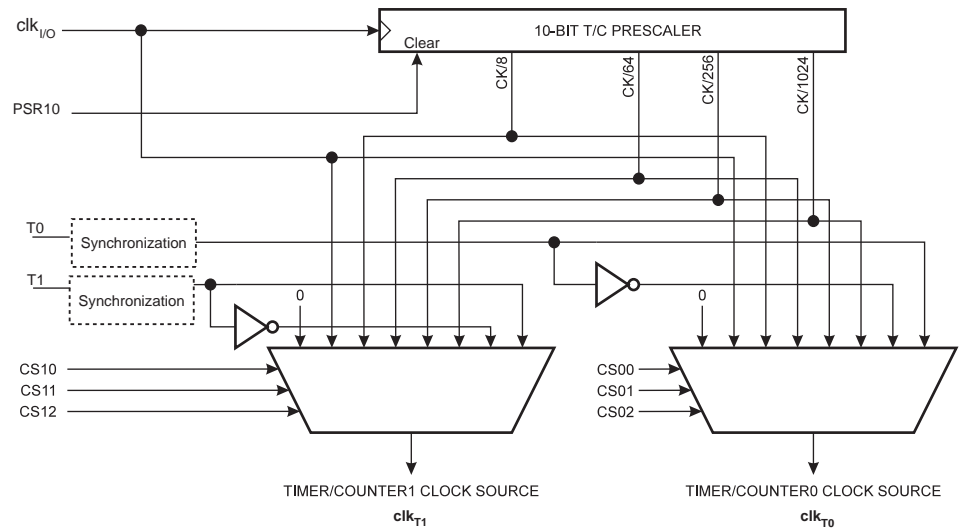 clkI/O
10-BIT T/C PRESCALER
Clear
CK/8
CK/64
CK/256
CK/1024
PSR10
T0
Synchronization
T1
Synchronization
0
0
CS10
CS11
CS12
CS00
CS01
CS02
TIMER/COUNTER1 CLOCK SOURCE
clkT1
TIMER/COUNTER0 CLOCK SOURCE
clkT0